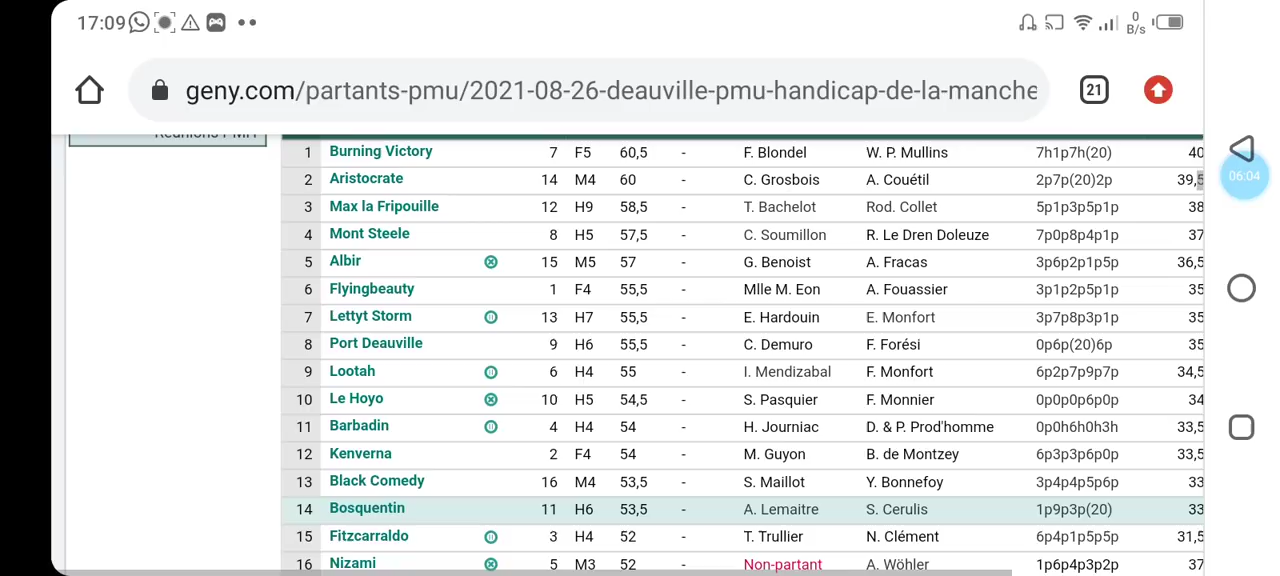 17:09
0 B/s
geny.com/partants-pmu/2021-08-26-deauville-pmu-handicap-de-la-manche
21
Réunions PMH
1 Burning Victory 7 F5 60,5 - F. Blondel W. P. Mullins 7h1p7h(20) 40
06:04
2 Aristocrate 14 M4 60 - C. Grosbois A. Couétil 2p7p(20)2p 39,5
3 Max la Fripouille 12 H9 58,5 - T. Bachelot Rod. Collet 5p1p3p5p1p 38
4 Mont Steele 8 H5 57,5 - C. Soumillon R. Le Dren Doleuze 7p0p8p4p1p 37
5 Albir 15 M5 57 - G. Benoist A. Fracas 3p6p2p1p5p 36,5
6 Flyingbeauty 1 F4 55,5 - Mlle M. Eon A. Fouassier 3p1p2p5p1p 35
7 Lettyt Storm 13 H7 55,5 - E. Hardouin E. Monfort 3p7p8p3p1p 35
8 Port Deauville 9 H6 55,5 - C. Demuro F. Forési 0p6p(20)6p 35
9 Lootah 6 H4 55 - I. Mendizabal F. Monfort 6p2p7p9p7p 34,5
10 Le Hoyo 10 H5 54,5 - S. Pasquier F. Monnier 0p0p0p6p0p 34
11 Barbadin 4 H4 54 - H. Journiac D. & P. Prod'homme 0p0h6h0h3h 33,5
12 Kenverna 2 F4 54 - M. Guyon B. de Montzey 6p3p3p6p0p 33,5
13 Black Comedy 16 M4 53,5 - S. Maillot Y. Bonnefoy 3p4p4p5p6p 33
14 Bosquentin 11 H6 53,5 - A. Lemaitre S. Cerulis 1p9p3p(20) 33
15 Fitzcarraldo 3 H4 52 - T. Trullier N. Clément 6p4p1p5p5p 31,5
16 Nizami 5 M3 52 - Non-partant A. Wöhler 1p6p4p3p2p 37